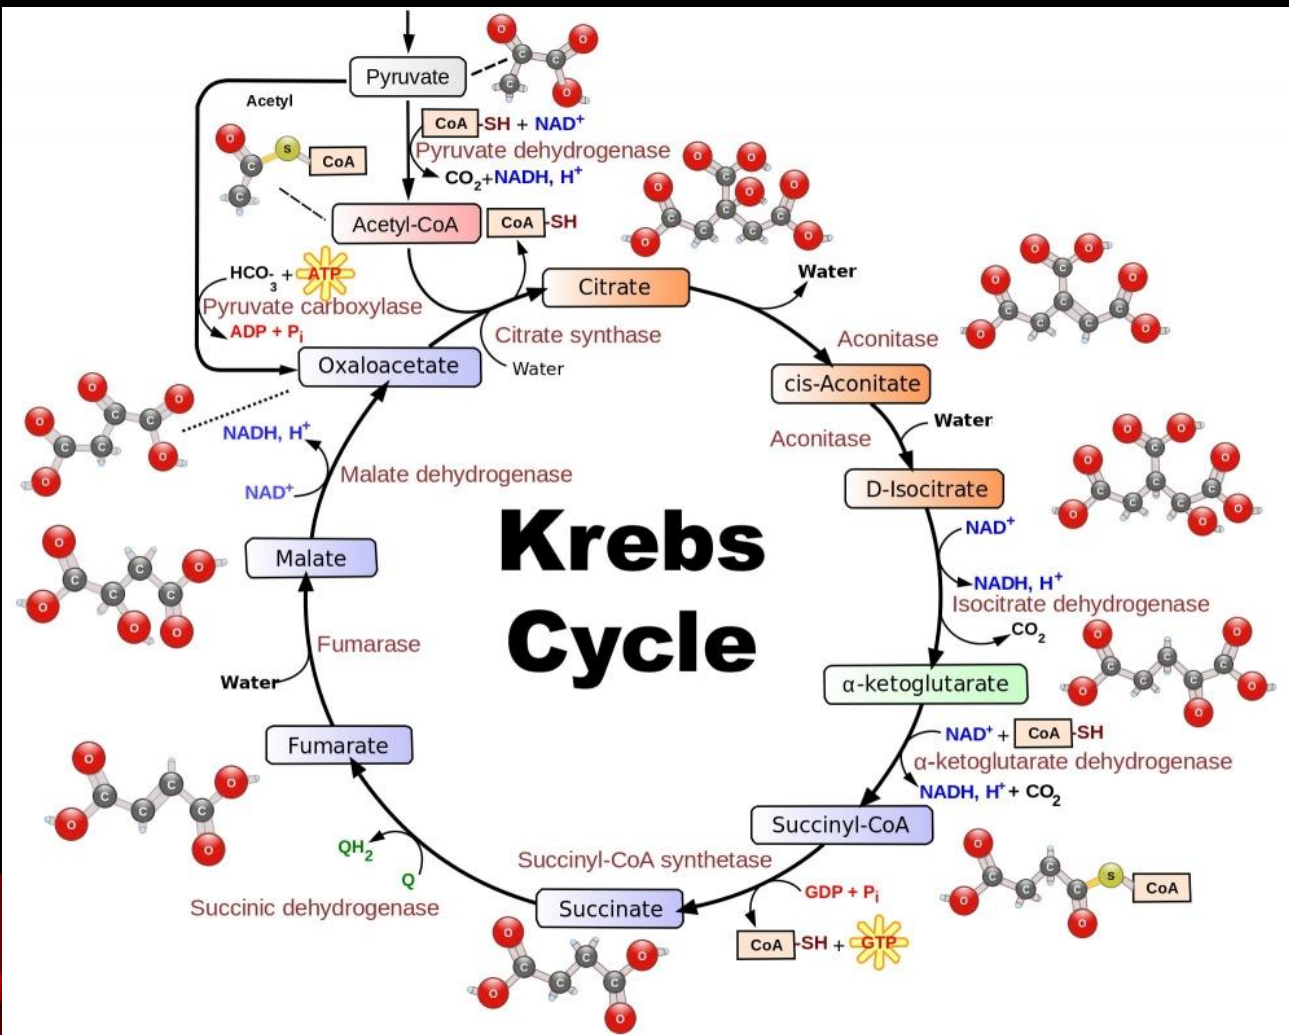 Pyruvate
Acetyl
CoA-SH + NAD+
Pyruvate dehydrogenase
CO2+NADH, H+
S
CoA
Acetyl-CoA
CoA-SH
HCO3- + ATP
Pyruvate carboxylase
ADP + Pi
Citrate
Water
Citrate synthase
Water
Aconitase
Oxaloacetate
cis-Aconitate
Water
Aconitase
NADH, H+
NAD+
Malate dehydrogenase
D-Isocitrate
Krebs
Cycle
NAD+
NADH, H+
Isocitrate dehydrogenase
CO2
Malate
Fumarase
Water
α-ketoglutarate
NAD+ + CoA-SH
α-ketoglutarate dehydrogenase
NADH, H+ + CO2
Fumarate
Succinyl-CoA
S
CoA
QH2
Q
Succinic dehydrogenase
Succinyl-CoA synthetase
GDP + Pi
CoA-SH + GTP
Succinate